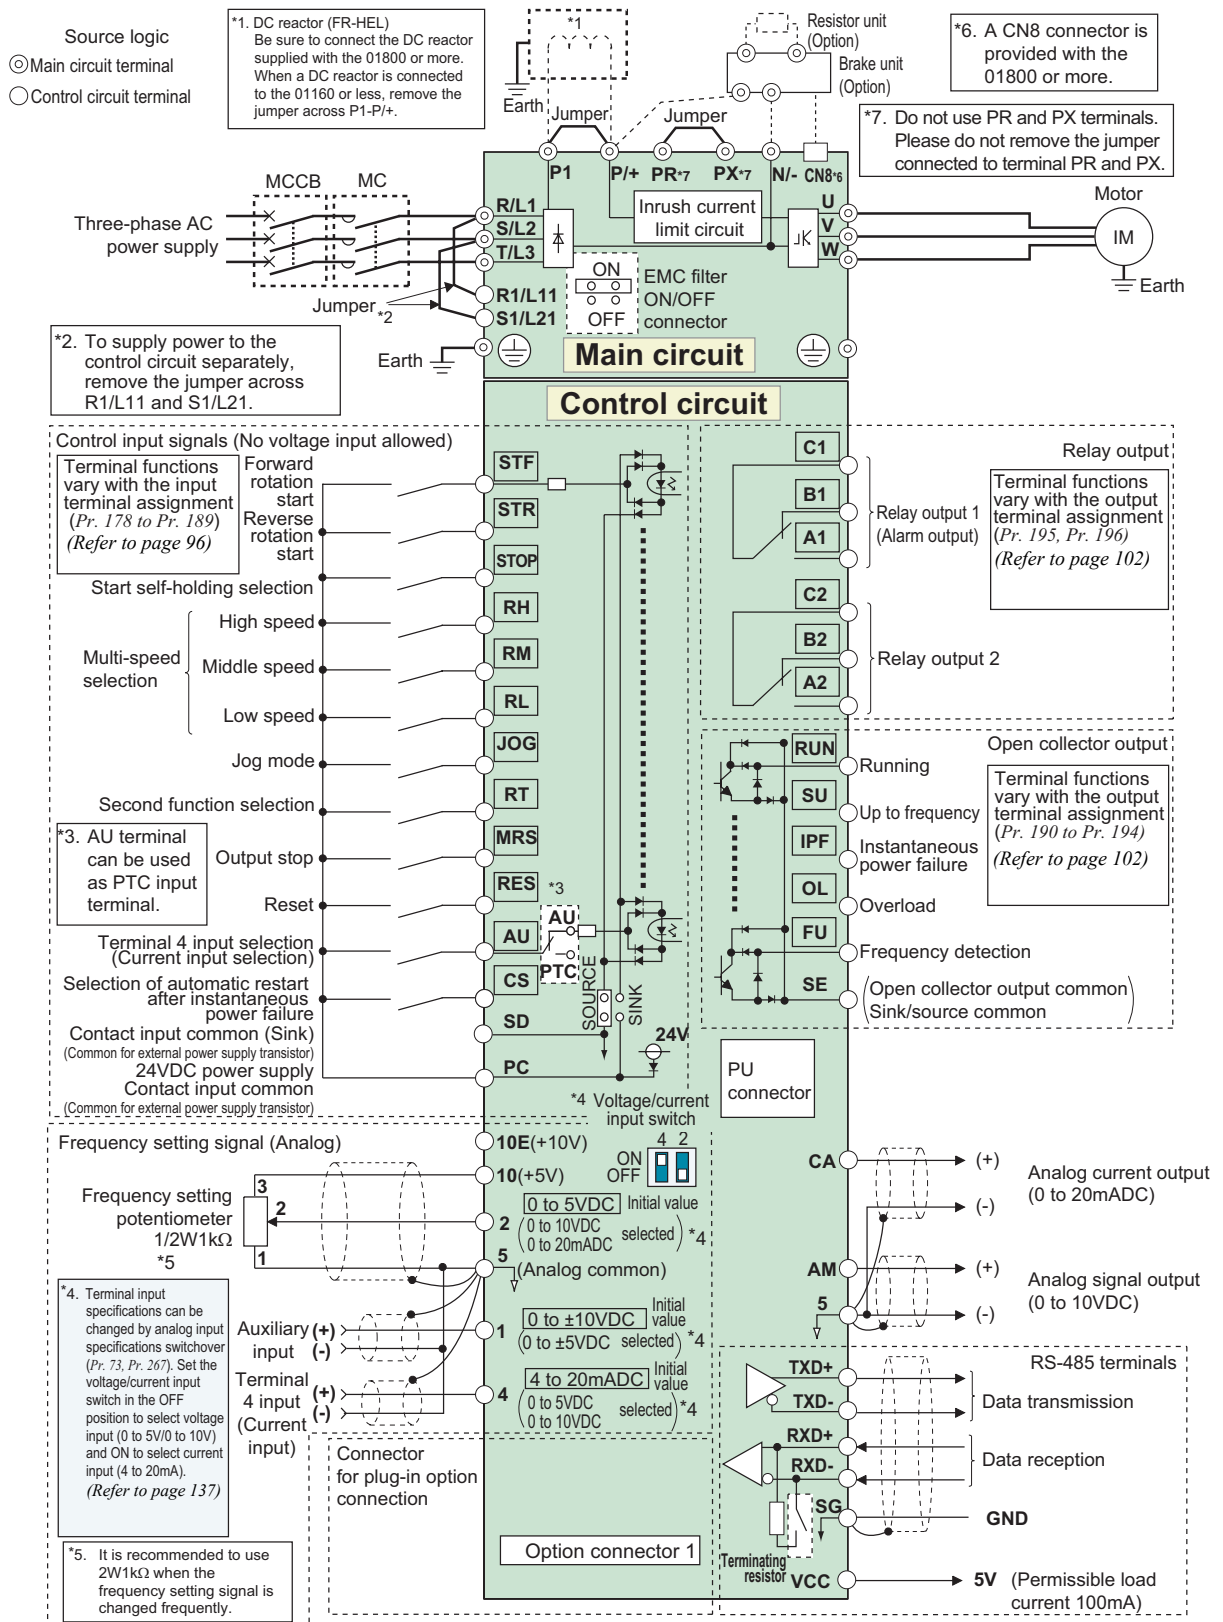 Source logic
Main circuit terminal
Control circuit terminal
*1. DC reactor (FR-HEL)
Be sure to connect the DC reactor
supplied with the 01800 or more.
When a DC reactor is connected
to the 01160 or less, remove the
jumper across P1-P/+.
*1
Earth
Jumper
Jumper
Resistor unit
(Option)
Brake unit
(Option)
*6. A CN8 connector is
provided with the
01800 or more.
*7. Do not use PR and PX terminals.
Please do not remove the jumper
connected to terminal PR and PX.
P1
P/+
PR*7
PX*7
N/-
CN8*6
MCCB
MC
Three-phase AC
power supply
R/L1
S/L2
T/L3
R1/L11
S1/L21
Jumper *2
Inrush current
limit circuit
ON
OFF
EMC filter
ON/OFF
connector
U
V
W
Motor
IM
Earth
Earth
Main circuit
*2. To supply power to the
control circuit separately,
remove the jumper across
R1/L11 and S1/L21.
Control circuit
Control input signals (No voltage input allowed)
Terminal functions
vary with the input
terminal assignment
(Pr. 178 to Pr. 189)
(Refer to page 96)
Forward
rotation
start
STF
Reverse
rotation
start
STR
Start self-holding selection
STOP
Multi-speed
selection
High speed
RH
Middle speed
RM
Low speed
RL
Jog mode
JOG
Second function selection
RT
*3. AU terminal
can be used
as PTC input
terminal.
Output stop
MRS
Reset
RES
*3
Terminal 4 input selection
(Current input selection)
AU
AU
PTC
Selection of automatic restart
after instantaneous
power failure
CS
SOURCE
SINK
Contact input common (Sink)
(Common for external power supply transistor)
SD
24V
24VDC power supply
Contact input common
(Common for external power supply transistor)
PC
C1
B1
A1
Relay output 1
(Alarm output)
C2
B2
A2
Relay output 2
Relay output
Terminal functions
vary with the output
terminal assignment
(Pr. 195, Pr. 196)
(Refer to page 102)
Open collector output
RUN
Running
SU
Up to frequency
IPF
Instantaneous
power failure
OL
Overload
FU
Frequency detection
SE
(Open collector output common
Sink/source common)
Terminal functions
vary with the output
terminal assignment
(Pr. 190 to Pr. 194)
(Refer to page 102)
PU
connector
*4 Voltage/current
input switch
4 2
ON
OFF
Frequency setting signal (Analog)
10E(+10V)
10(+5V)
Frequency setting
potentiometer
1/2W1kΩ
*5
3
2
1
2
0 to 5VDC Initial value
(0 to 10VDC
0 to 20mADC selected) *4
5
(Analog common)
*4. Terminal input
specifications can be
changed by analog input
specifications switchover
(Pr. 73, Pr. 267). Set the
voltage/current input
switch in the OFF
position to select voltage
input (0 to 5V/0 to 10V)
and ON to select current
input (4 to 20mA).
(Refer to page 137)
Auxiliary (+)
input (-)
1
0 to ±10VDC Initial value
(0 to ±5VDC selected) *4
Terminal
4 input
(Current
input)
(+)
(-)
4
4 to 20mADC Initial value
(0 to 5VDC
0 to 10VDC selected) *4
*5. It is recommended to use
2W1kΩ when the
frequency setting signal is
changed frequently.
Connector
for plug-in option
connection
Option connector 1
CA
(+)
(-)
Analog current output
(0 to 20mADC)
AM
(+)
5
(-)
Analog signal output
(0 to 10VDC)
RS-485 terminals
TXD+
TXD-
Data transmission
RXD+
RXD-
Data reception
SG
GND
Terminating
resistor
VCC
5V (Permissible load
current 100mA)